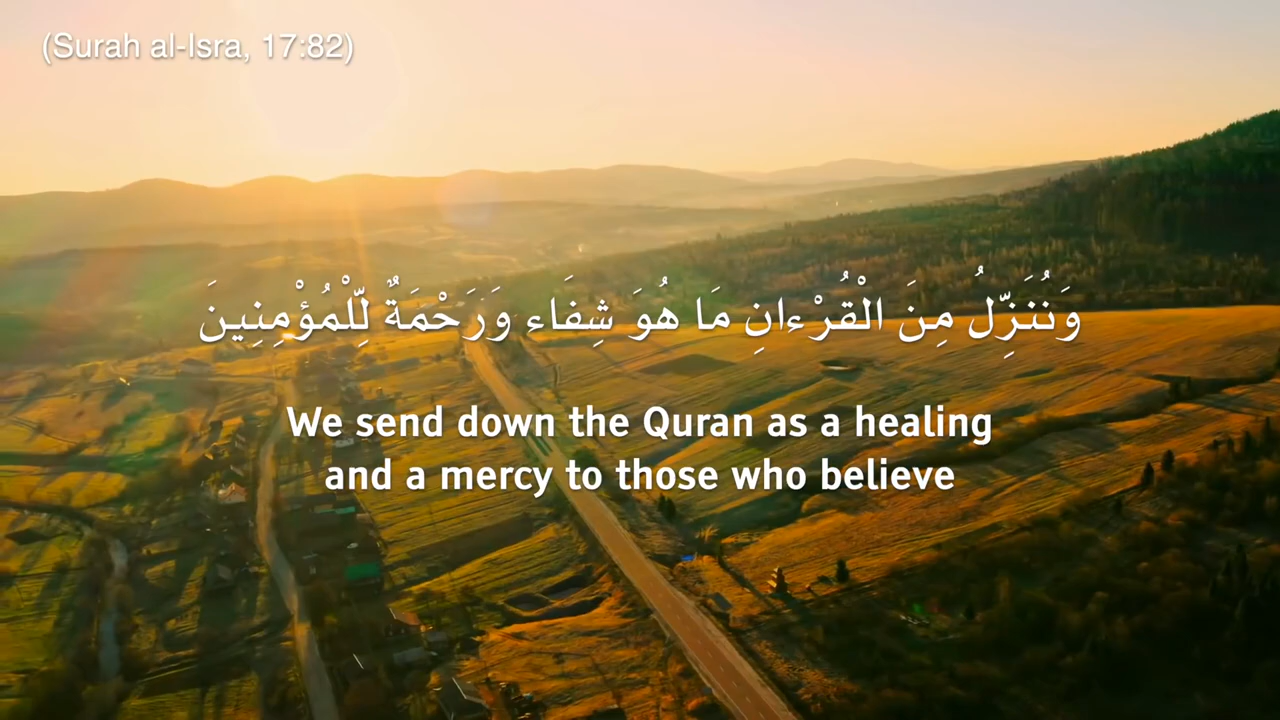 (Surah al-Isra, 17:82)
وَنُنَزِّلُ مِنَ الْقُرْءانِ مَا هُوَ شِفَاء وَرَحْمَةٌ لِّلْمُؤْمِنِينَ
We send down the Quran as a healing
and a mercy to those who believe